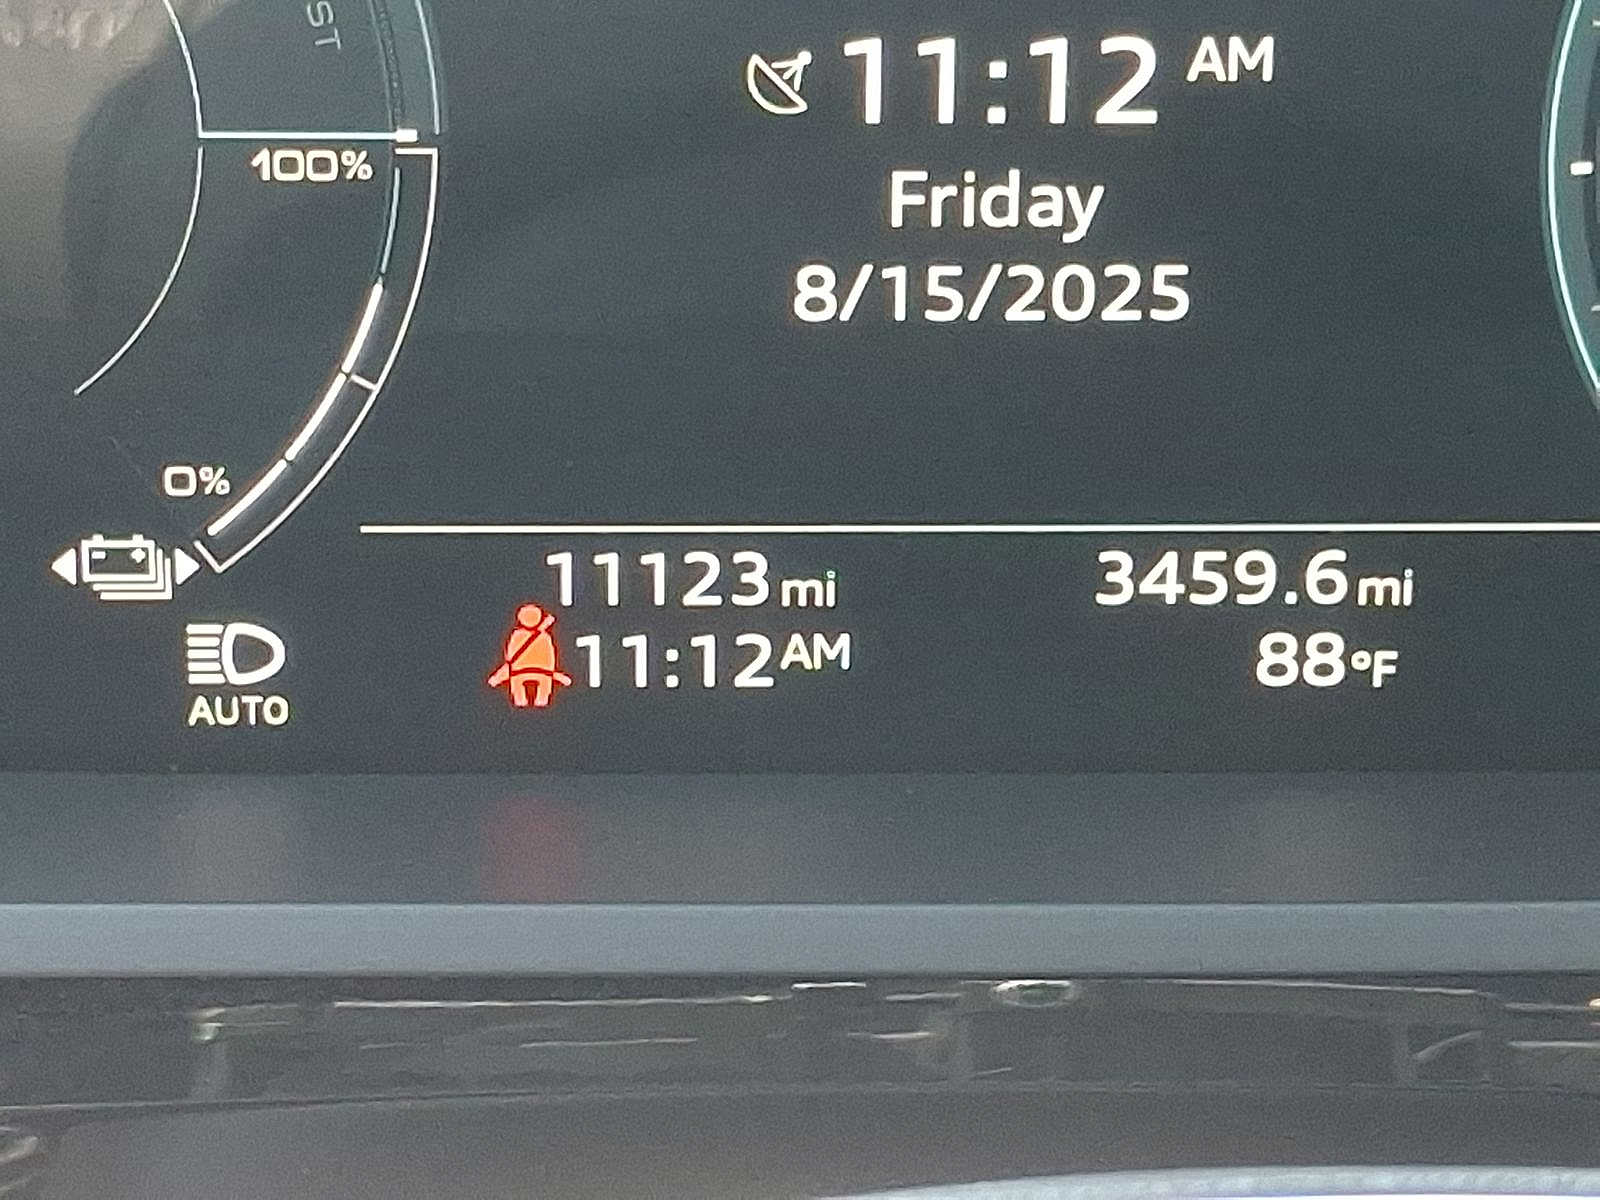 11:12 AM
100%
Friday
8/15/2025
0%
11123 mi 3459.6 mi
11:12 AM 88°F
AUTO